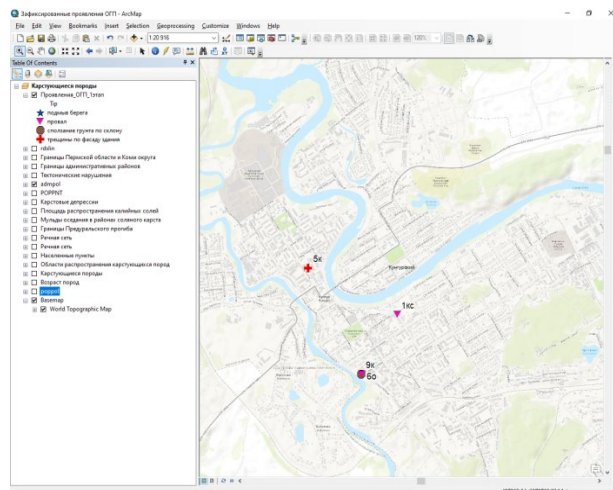 Зафиксированные проявления ОГП - ArcMap
File Edit View Bookmarks Insert Selection Geoprocessing Customize Windows Help
1:20 916
120%
Table Of Contents
Карстующиеся породы
Проявления_ОГП_1этап
Tip
подмыв берега
провал
сползание грунта по склону
трещины по фасаду здания
rdslin
Границы Пермской области и Коми округа
Границы административных районов
Тектонические нарушения
admpol
POPPNT
Карстовые депрессии
Площадь распространения калийных солей
Мульды оседания в районах соляного карста
Границы Предуральского прогиба
Речная сеть
Речная сеть
Населенные пункты
Области распространения карстующихся пород
Карстующиеся породы
Возраст пород
poppol
Basemap
World Topographic Map
5к
1кс
9к
6о